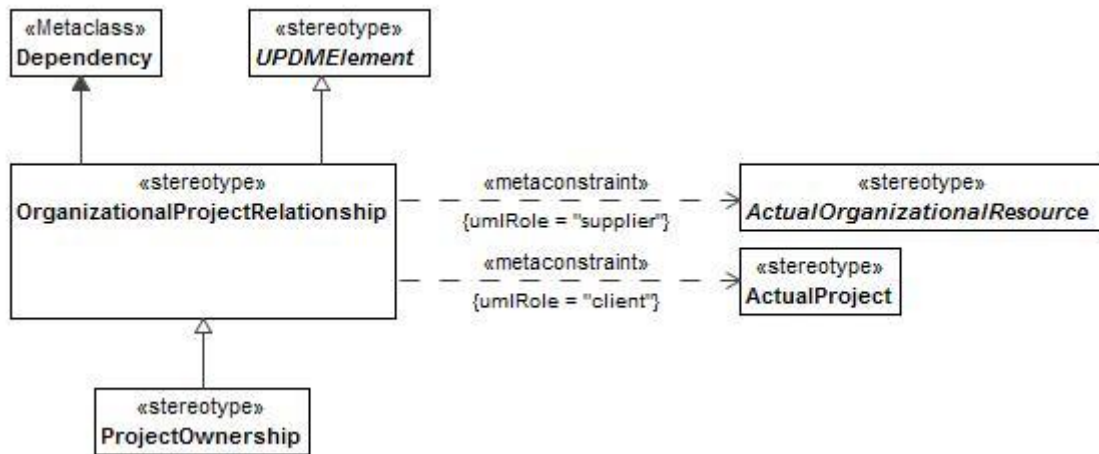 «Metaclass»
Dependency
«stereotype»
UPDMElement
«stereotype»
OrganizationalProjectRelationship
«metaconstraint»
{umlRole = "supplier"}
«stereotype»
ActualOrganizationalResource
«metaconstraint»
{umlRole = "client"}
«stereotype»
ActualProject
«stereotype»
ProjectOwnership